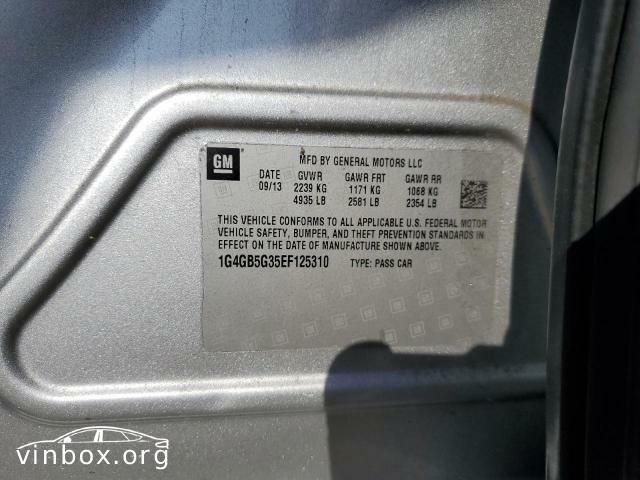 GM MFD BY GENERAL MOTORS LLC
DATE GVWR GAWR FRT GAWR RR
09/13 2239 KG 1171 KG 1068 KG
4935 LB 2581 LB 2354 LB
THIS VEHICLE CONFORMS TO ALL APPLICABLE U.S. FEDERAL MOTOR
VEHICLE SAFETY, BUMPER, AND THEFT PREVENTION STANDARDS IN
EFFECT ON THE DATE OF MANUFACTURE SHOWN ABOVE.
1G4GB5G35EF125310 TYPE: PASS CAR
vinbox.org